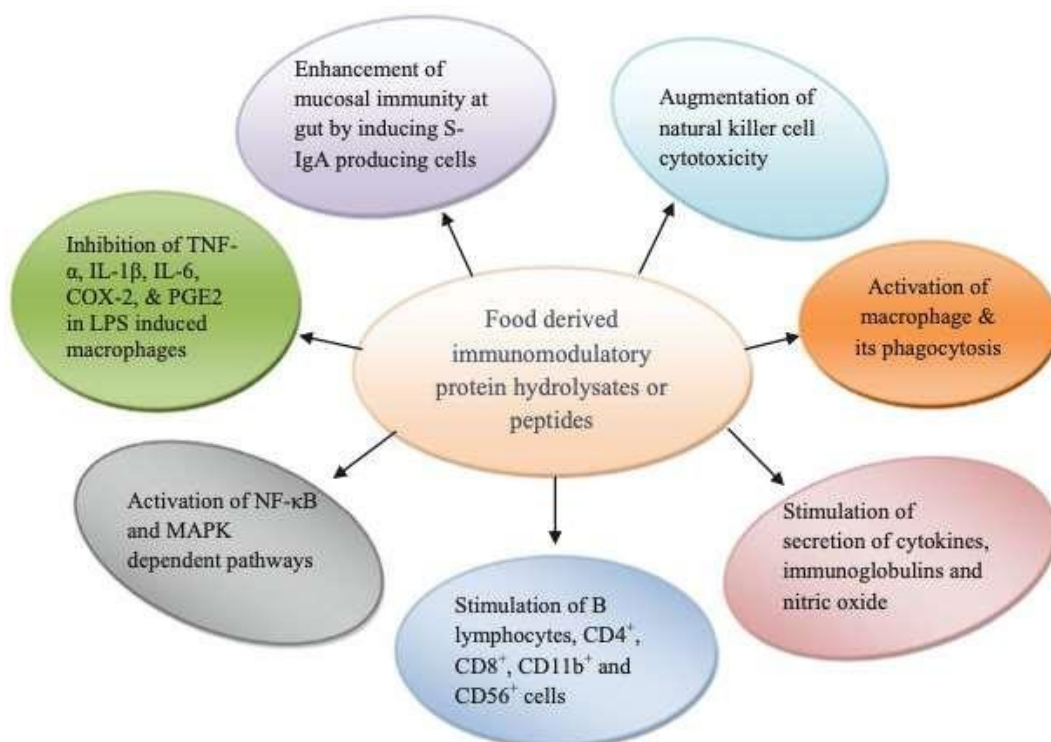 Enhancement of
mucosal immunity at
gut by inducing S-
IgA producing cells
Augmentation of
natural killer cell
cytotoxicity
Inhibition of TNF-
α, IL-1β, IL-6,
COX-2, & PGE2
in LPS induced
macrophages
Food derived
immunomodulatory
protein hydrolysates or
peptides
Activation of
macrophage &
its phagocytosis
Activation of NF-κB
and MAPK
dependent pathways
Stimulation of B
lymphocytes, CD4⁺,
CD8⁺, CD11b⁺ and
CD56⁺ cells
Stimulation of
secretion of cytokines,
immunoglobulins and
nitric oxide